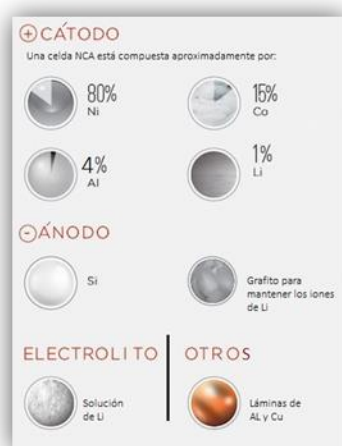 + CÁTODO
Una celda NCA está compuesta aproximadamente por:
80%
Ni
15%
Co
4%
Al
1%
Li
- ÁNODO
Si
Grafito para
mantener los iones
de Li
ELECTROLITO
Solución
de Li
OTROS
Láminas de
AL y Cu